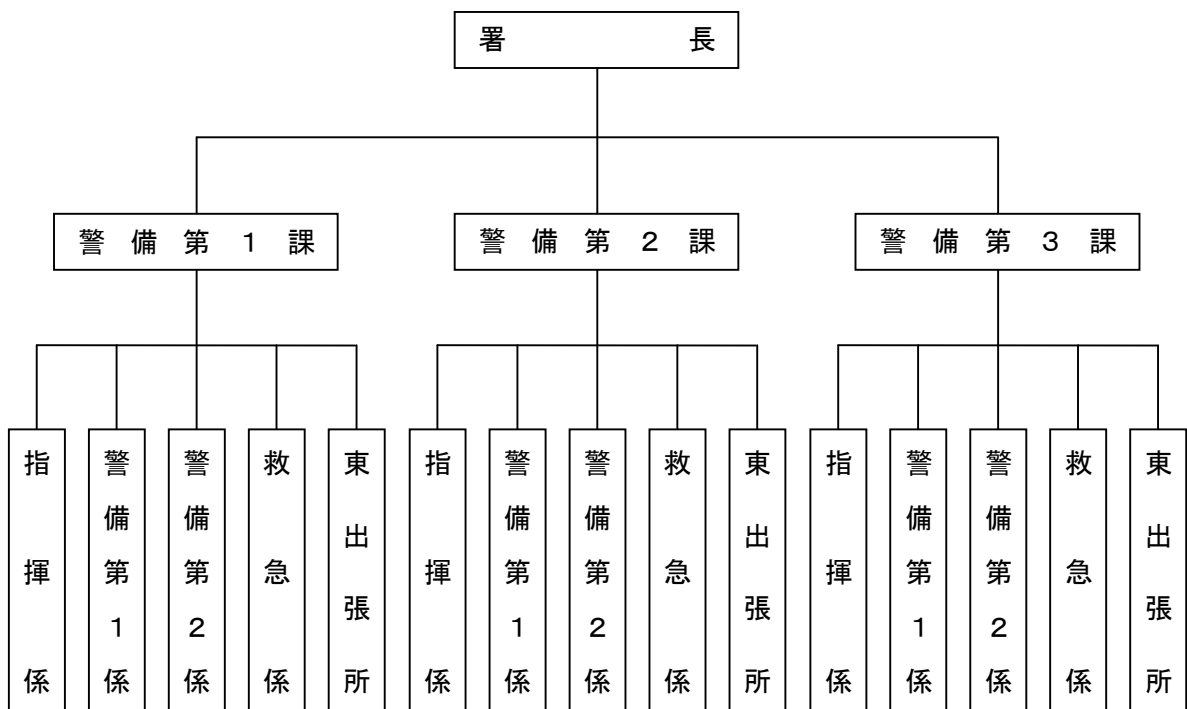 署長
警備第１課
警備第２課
警備第３課
指揮係
警備第１係
警備第２係
救急係
東出張所
指揮係
警備第１係
警備第２係
救急係
東出張所
指揮係
警備第１係
警備第２係
救急係
東出張所